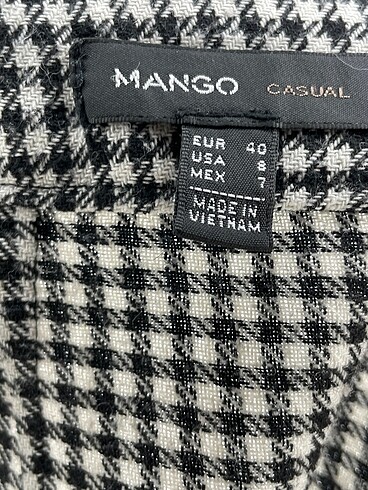 MANGO CASUAL
EUR 40
USA 8
MEX 7
MADE IN
VIETNAM